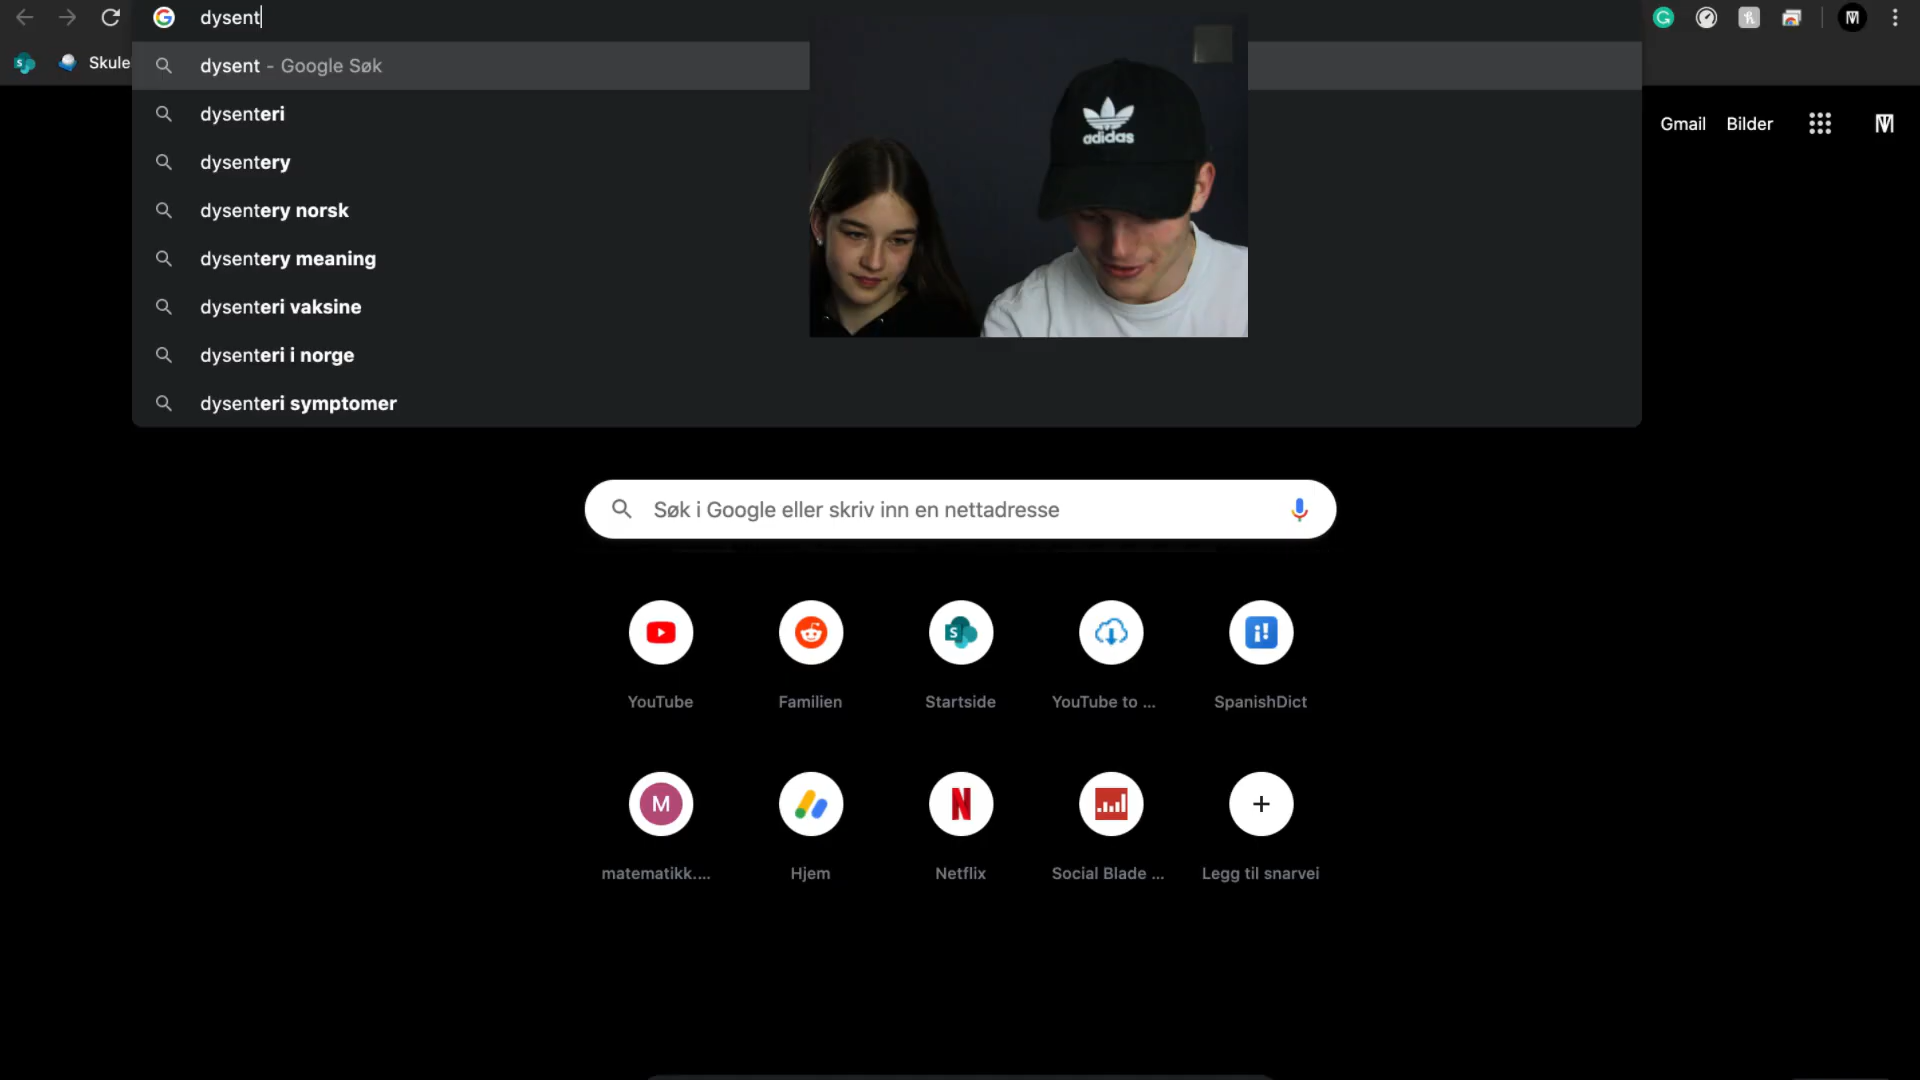 dysent
Skule
dysent - Google Søk
dysenteri
dysentery
dysentery norsk
dysentery meaning
dysenteri vaksine
dysenteri i norge
dysenteri symptomer
adidas
Gmail Bilder
Søk i Google eller skriv inn en nettadresse
YouTube Familien Startside YouTube to ... SpanishDict
M
matematikk.... Hjem Netflix Social Blade ... Legg til snarvei